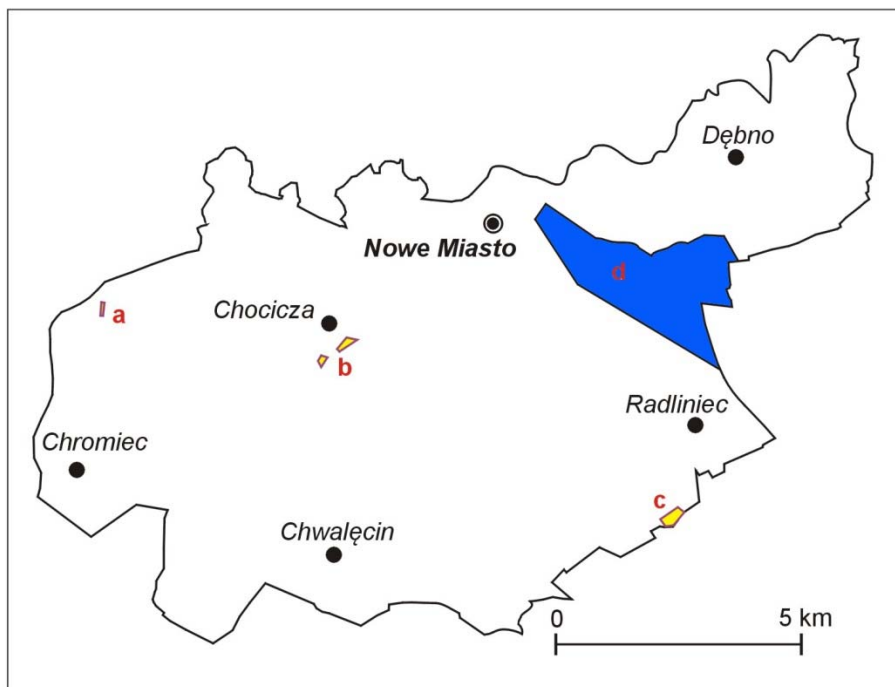 Dębno
Nowe Miasto
d
a
Chocicza
b
Radliniec
Chromiec
c
Chwalęcin
0
5 km